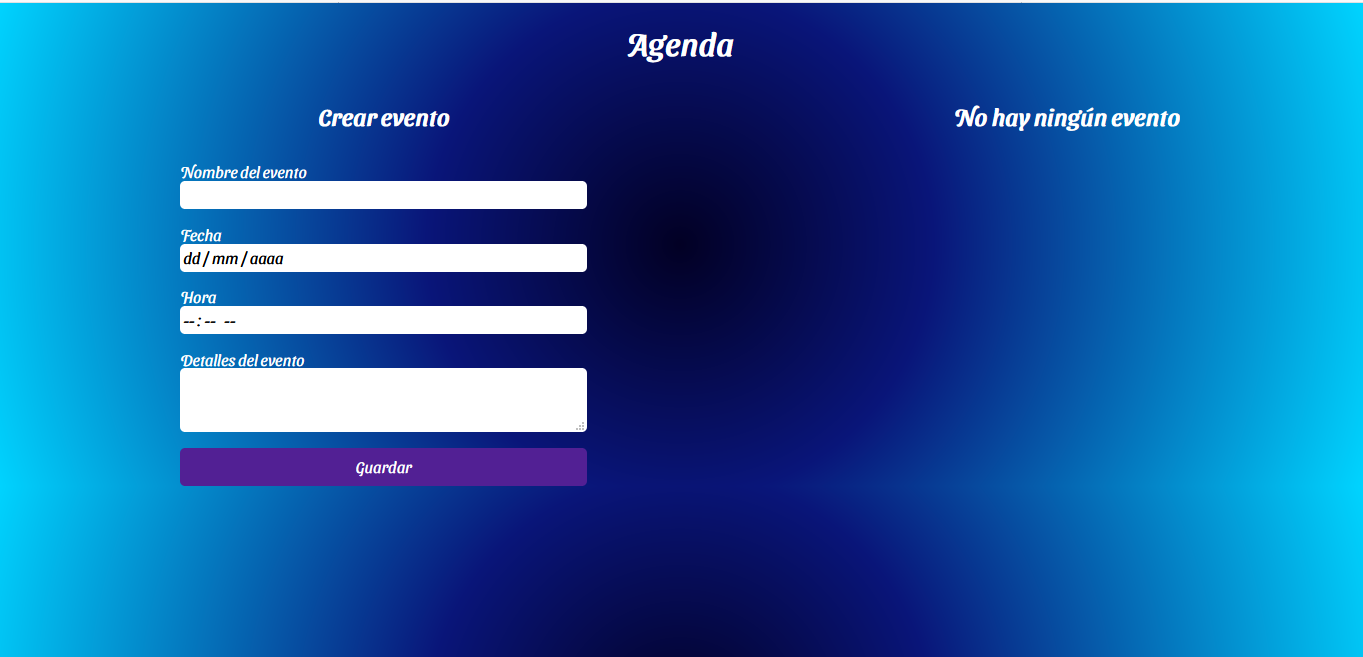 Agenda
Crear evento
Nombre del evento
Fecha
dd / mm / aaaa
Hora
-- : -- --
Detalles del evento
Guardar
No hay ningún evento